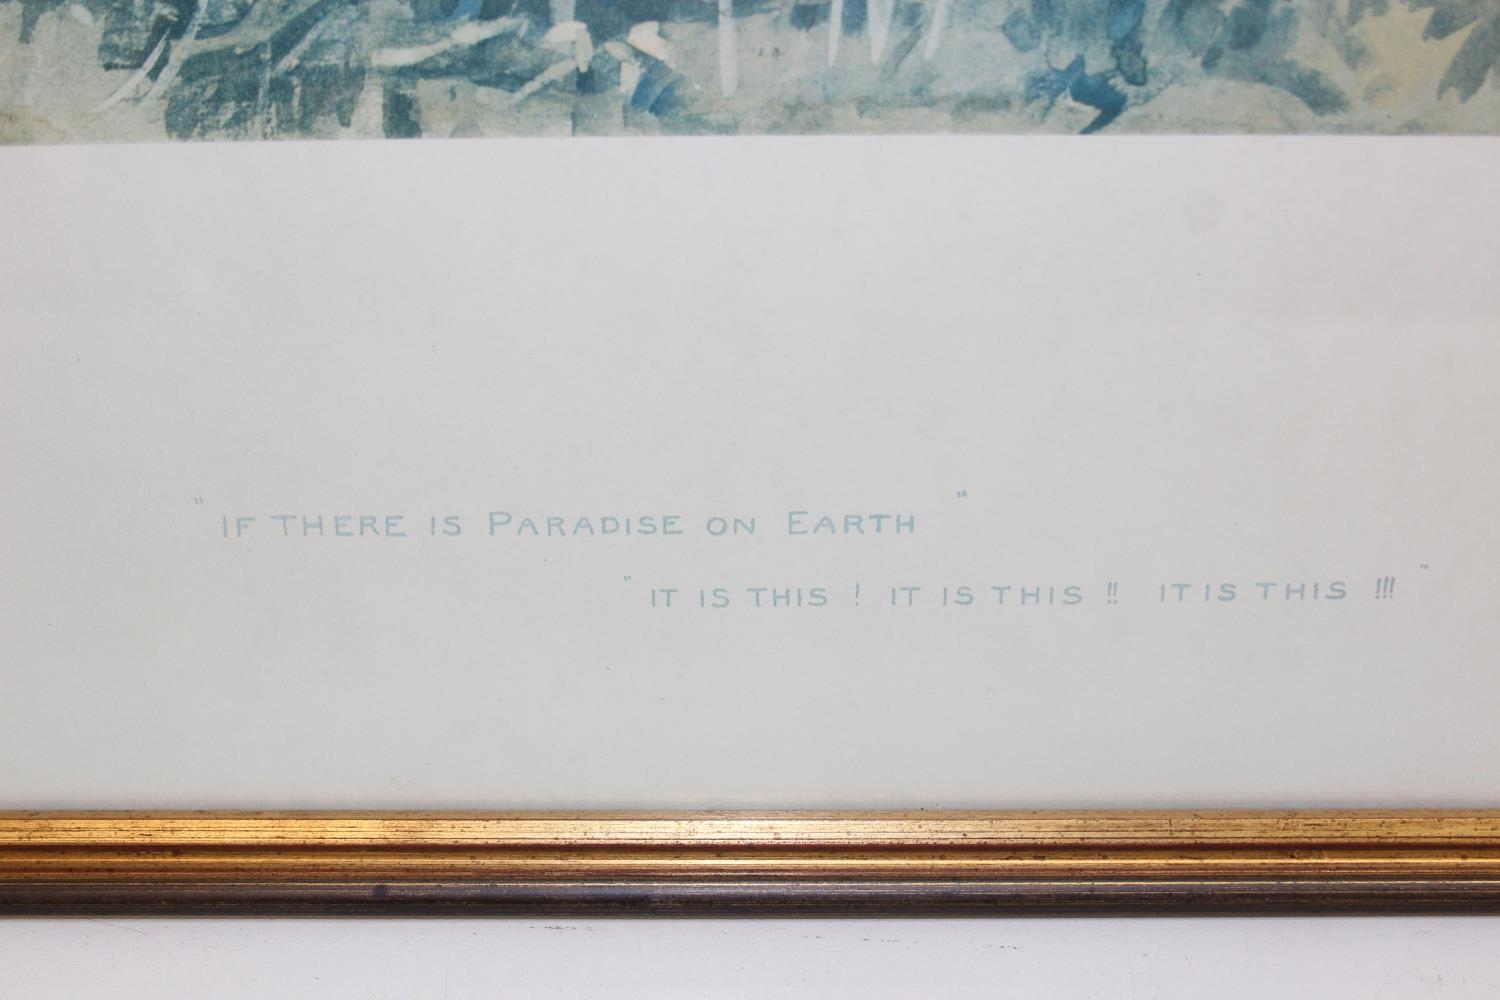 "IF THERE IS PARADISE ON EARTH"
"IT IS THIS ! IT IS THIS !! IT IS THIS !!!"